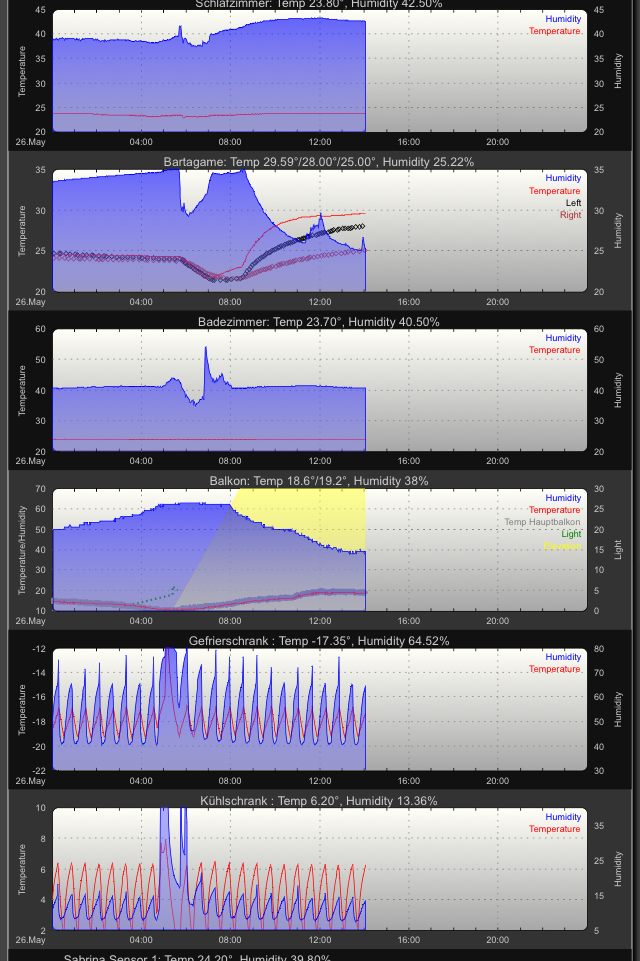 Schlafzimmer: Temp 23.80°, Humidity 42.50%
45 45
Humidity
40 Temperature 40
35 35
30 30
25 25
20 20
Temperature
Humidity
26.May 04:00 08:00 12:00 16:00 20:00
Bartagame: Temp 29.59°/28.00°/25.00°, Humidity 25.22%
35 35
Humidity
Temperature
Left
Right
30 30
25 25
20 20
Temperature
Humidity
26.May 04:00 08:00 12:00 16:00 20:00
Badezimmer: Temp 23.70°, Humidity 40.50%
60 60
Humidity
Temperature
50 50
40 40
30 30
20 20
Temperature
Humidity
26.May 04:00 08:00 12:00 16:00 20:00
Balkon: Temp 18.6°/19.2°, Humidity 38%
70 30
Humidity
60 Temperature 25
Temp Hauptbalkon
50 Light 20
Elevation
40 15
30 10
20 5
10 0
Temperature/Humidity
Light
26.May 04:00 08:00 12:00 16:00 20:00
Gefrierschrank : Temp -17.35°, Humidity 64.52%
-12 80
Humidity
Temperature
-14 70
-16 60
-18 50
-20 40
-22 30
Temperature
Humidity
26.May 04:00 08:00 12:00 16:00 20:00
Kühlschrank : Temp 6.20°, Humidity 13.36%
10
Humidity
35
Temperature
8
25
6
15
4
2 5
Temperature
Humidity
26.May 04:00 08:00 12:00 16:00 20:00
Sabrina Sensor 1: Temp 24.20°, Humidity 39.80%